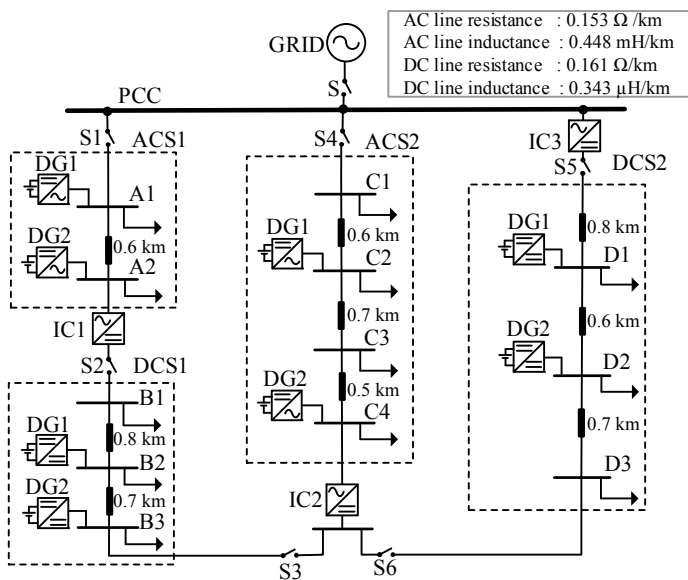 AC line resistance : 0.153 Ω /km
AC line inductance : 0.448 mH/km
DC line resistance : 0.161 Ω/km
DC line inductance : 0.343 µH/km
GRID
S
PCC
S1
ACS1
S4
ACS2
IC3
S5
DCS2
DG1
A1
0.6 km
DG2
A2
IC1
S2
DCS1
B1
0.8 km
DG1
B2
DG2
0.7 km
B3
C1
0.6 km
DG1
C2
0.7 km
C3
DG2
0.5 km
C4
IC2
0.8 km
DG1
D1
0.6 km
DG2
D2
0.7 km
D3
S3
S6